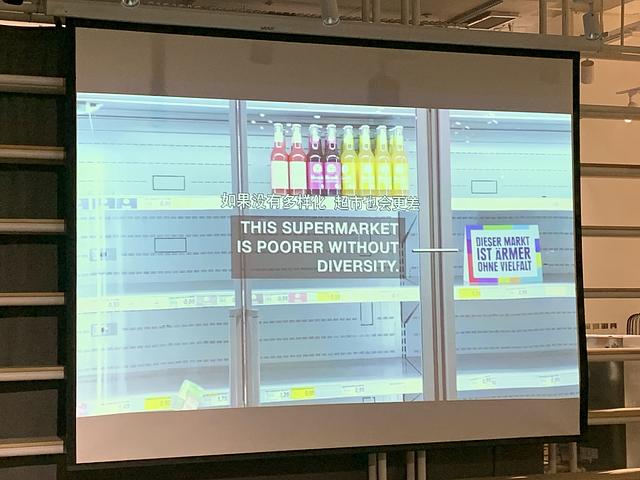 如果没有多样化 超市也会更差
THIS SUPERMARKET
IS POORER WITHOUT
DIVERSITY.
DIESER MARKT
IST ÄRMER
OHNE VIELFALT